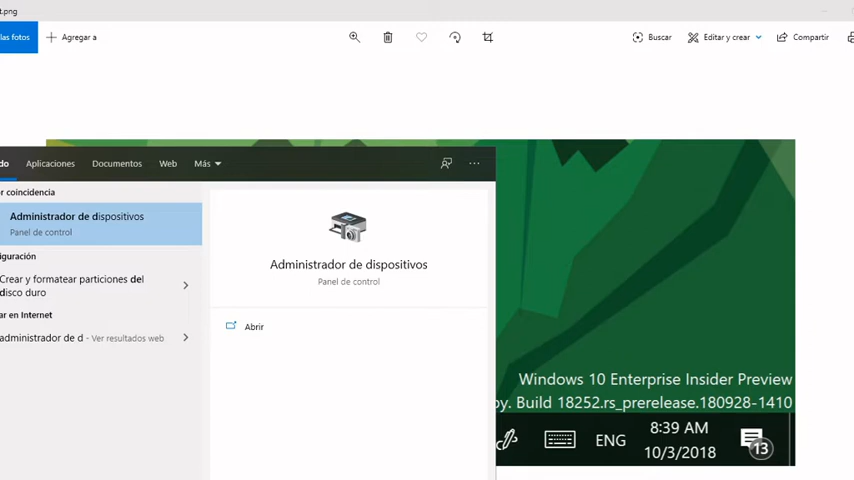 t.png
las fotos
Agregar a
Buscar
Editar y crear
Compartir
do
Aplicaciones
Documentos
Web
Más
...
r coincidencia
Administrador de dispositivos
Panel de control
iguración
Crear y formatear particiones del
disco duro
ar en Internet
administrador de d - Ver resultados web
Administrador de dispositivos
Panel de control
Abrir
Windows 10 Enterprise Insider Preview
py. Build 18252.rs_prerelease.180928-1410
ENG
8:39 AM
10/3/2018
13